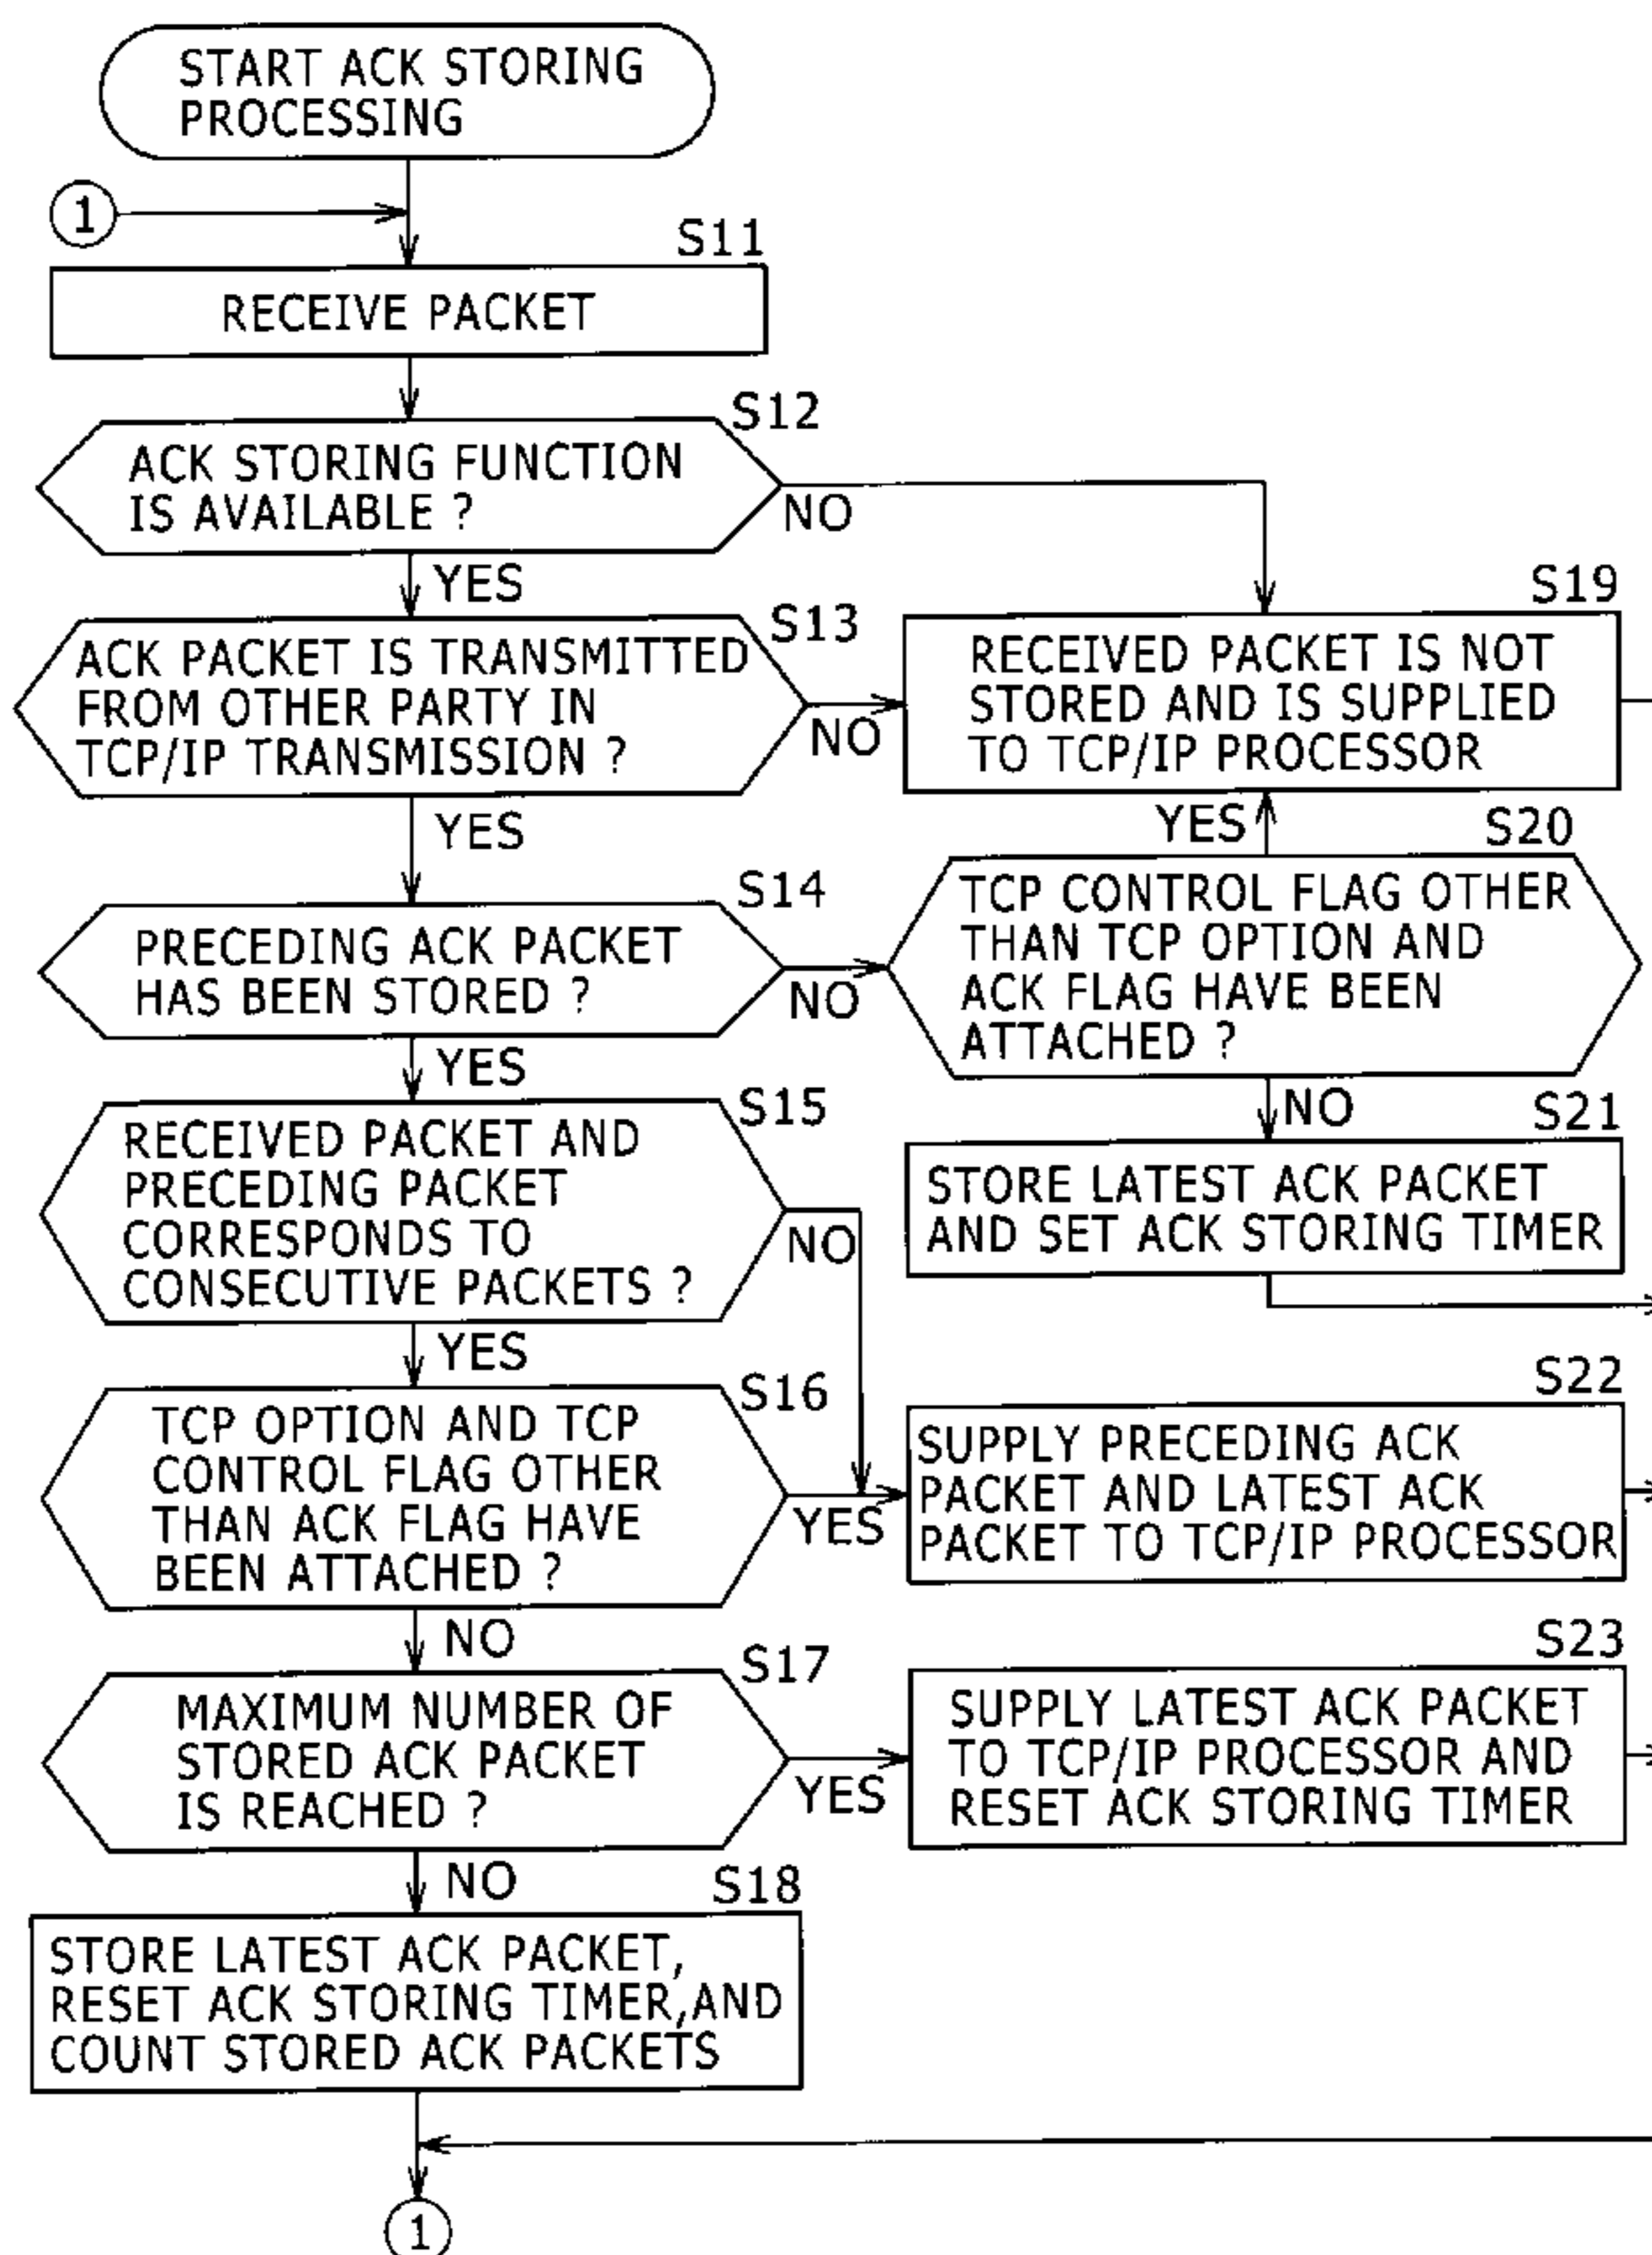 START ACK STORING
PROCESSING
1
S11
RECEIVE PACKET
S12
ACK STORING FUNCTION
IS AVAILABLE ?
NO
YES
S13
ACK PACKET IS TRANSMITTED
FROM OTHER PARTY IN
TCP/IP TRANSMISSION ?
NO
YES
S19
RECEIVED PACKET IS NOT
STORED AND IS SUPPLIED
TO TCP/IP PROCESSOR
YES
S20
TCP CONTROL FLAG OTHER
THAN TCP OPTION AND
ACK FLAG HAVE BEEN
ATTACHED ?
NO
S14
PRECEDING ACK PACKET
HAS BEEN STORED ?
NO
YES
S21
STORE LATEST ACK PACKET
AND SET ACK STORING TIMER
S15
RECEIVED PACKET AND
PRECEDING PACKET
CORRESPONDS TO
CONSECUTIVE PACKETS ?
NO
YES
S16
TCP OPTION AND TCP
CONTROL FLAG OTHER
THAN ACK FLAG HAVE
BEEN ATTACHED ?
YES
NO
S22
SUPPLY PRECEDING ACK
PACKET AND LATEST ACK
PACKET TO TCP/IP PROCESSOR
S17
MAXIMUM NUMBER OF
STORED ACK PACKET
IS REACHED ?
YES
NO
S23
SUPPLY LATEST ACK PACKET
TO TCP/IP PROCESSOR AND
RESET ACK STORING TIMER
S18
STORE LATEST ACK PACKET,
RESET ACK STORING TIMER,AND
COUNT STORED ACK PACKETS
1